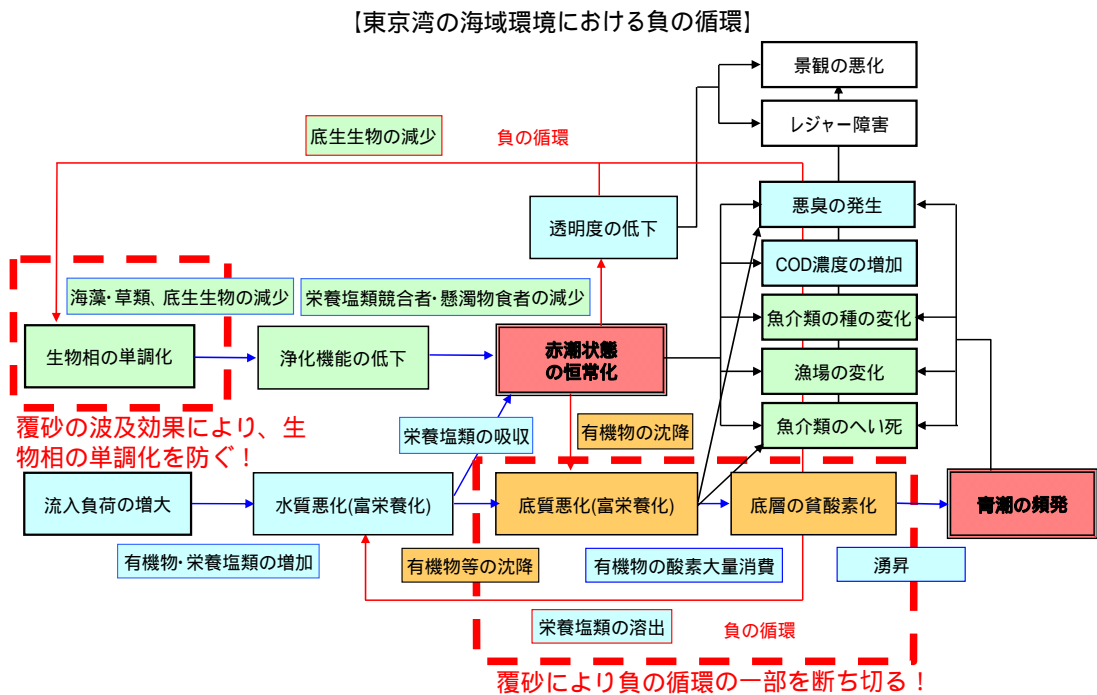 【東京湾の海域環境における負の循環】
景観の悪化
レジャー障害
底生生物の減少
負の循環
悪臭の発生
透明度の低下
COD濃度の増加
海藻・草類、底生生物の減少
栄養塩類競合者・懸濁物食者の減少
魚介類の種の変化
生物相の単調化
浄化機能の低下
赤潮状態
の恒常化
漁場の変化
魚介類のへい死
覆砂の波及効果により、生
物相の単調化を防ぐ！
栄養塩類の吸収
有機物の沈降
流入負荷の増大
水質悪化(富栄養化)
底質悪化(富栄養化)
底層の貧酸素化
青潮の頻発
有機物・栄養塩類の増加
有機物等の沈降
有機物の酸素大量消費
湧昇
栄養塩類の溶出
負の循環
覆砂により負の循環の一部を断ち切る！